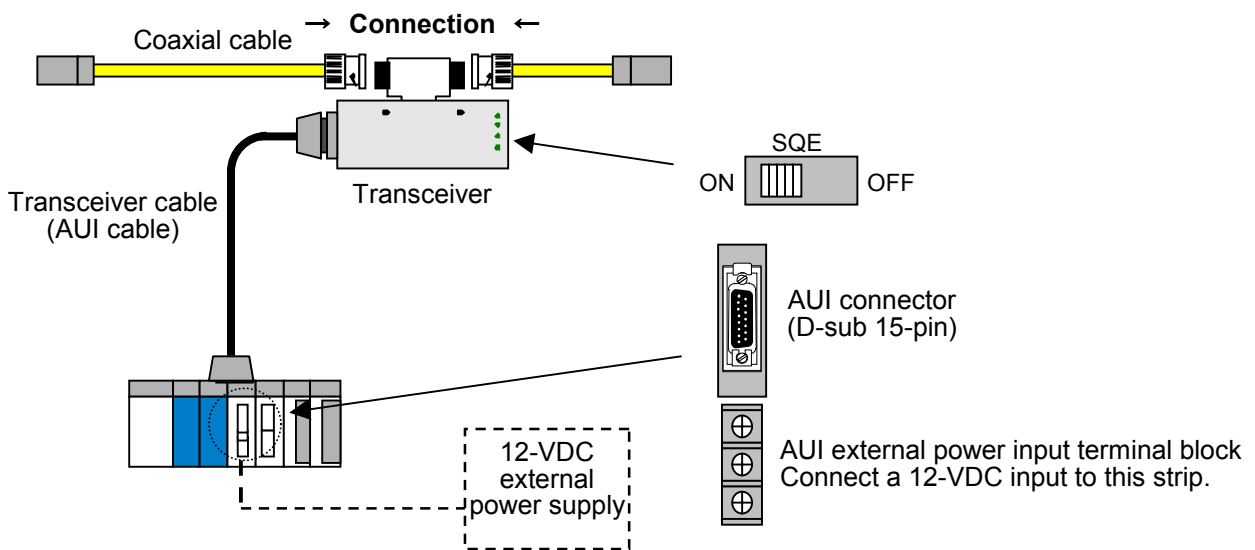 → Connection ←
Coaxial cable
SQE
ON
OFF
Transceiver
Transceiver cable
(AUI cable)
AUI connector
(D-sub 15-pin)
12-VDC
external
power supply
AUI external power input terminal block
Connect a 12-VDC input to this strip.